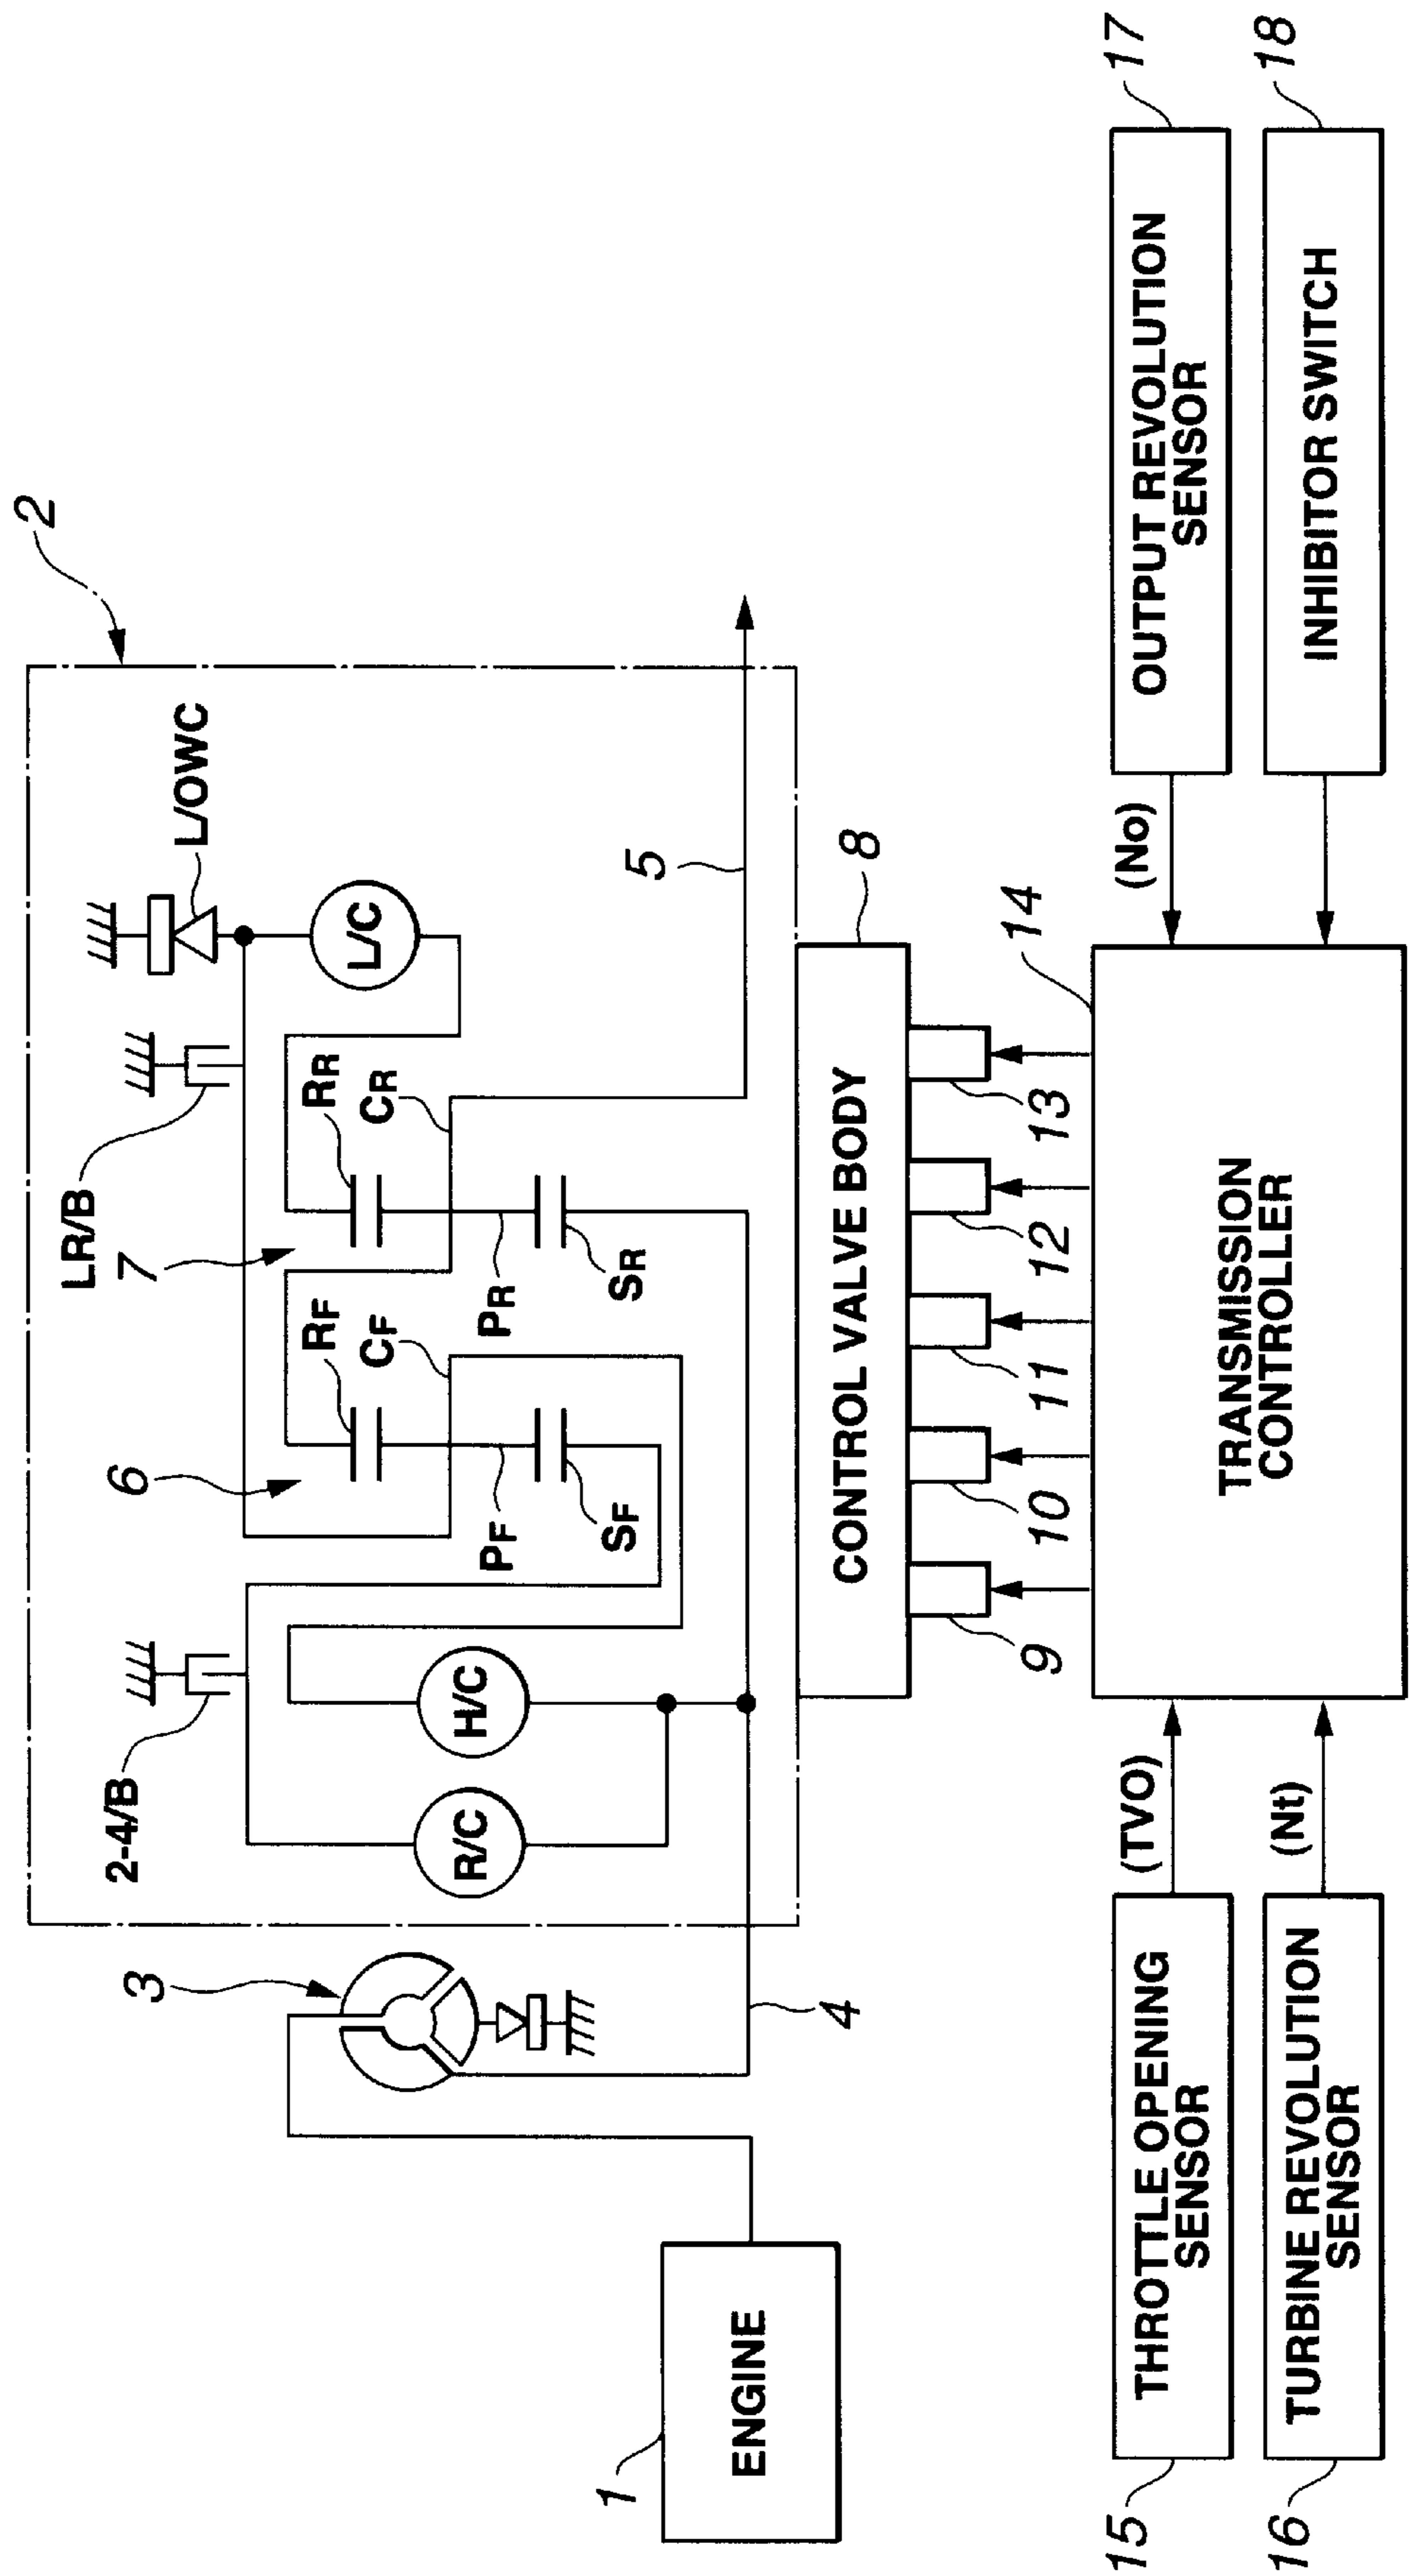 2
L/OWC
LR/B
L/C
7
RR
CR
PR
SR
5
6
RF
CF
PF
SF
2-4/B
H/C
R/C
3
4
1
ENGINE
CONTROL VALVE BODY
8
9
10
11
12
13
14
TRANSMISSION
CONTROLLER
(TVO)
(Nt)
(No)
15
THROTTLE OPENING
SENSOR
16
TURBINE REVOLUTION
SENSOR
17
OUTPUT REVOLUTION
SENSOR
18
INHIBITOR SWITCH